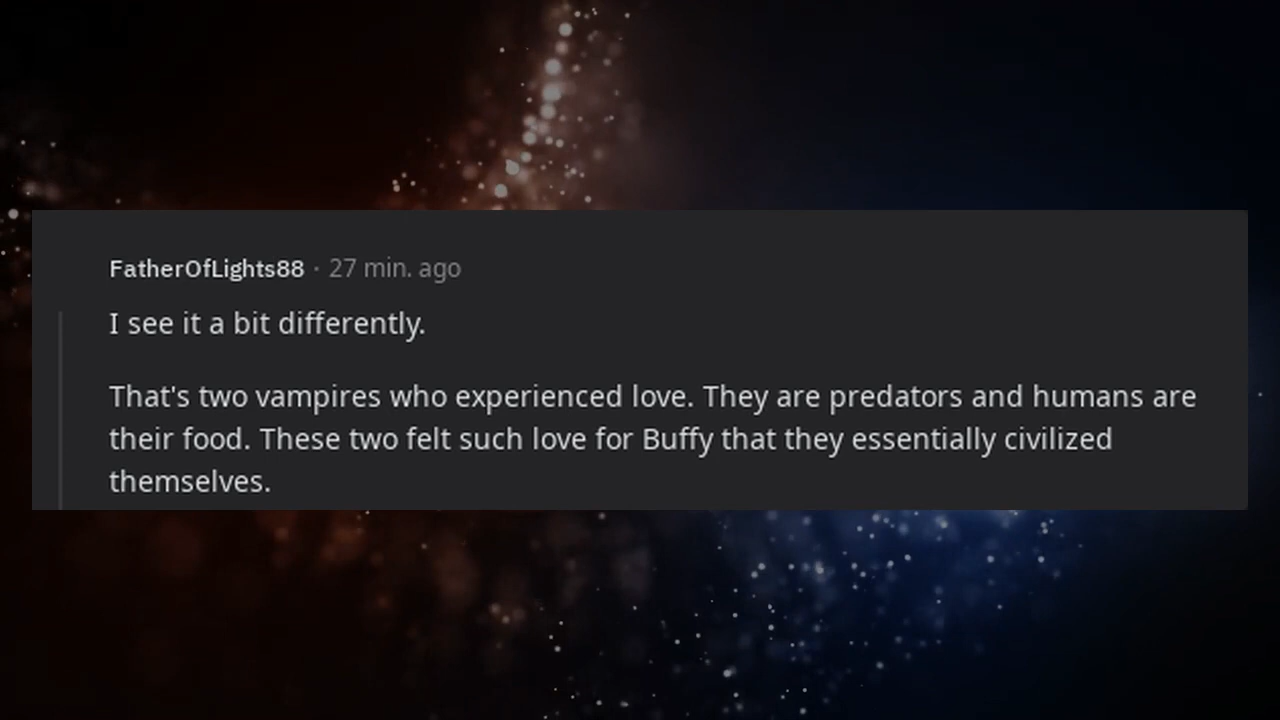 FatherOfLights88 · 27 min. ago
I see it a bit differently.
That's two vampires who experienced love. They are predators and humans are
their food. These two felt such love for Buffy that they essentially civilized
themselves.